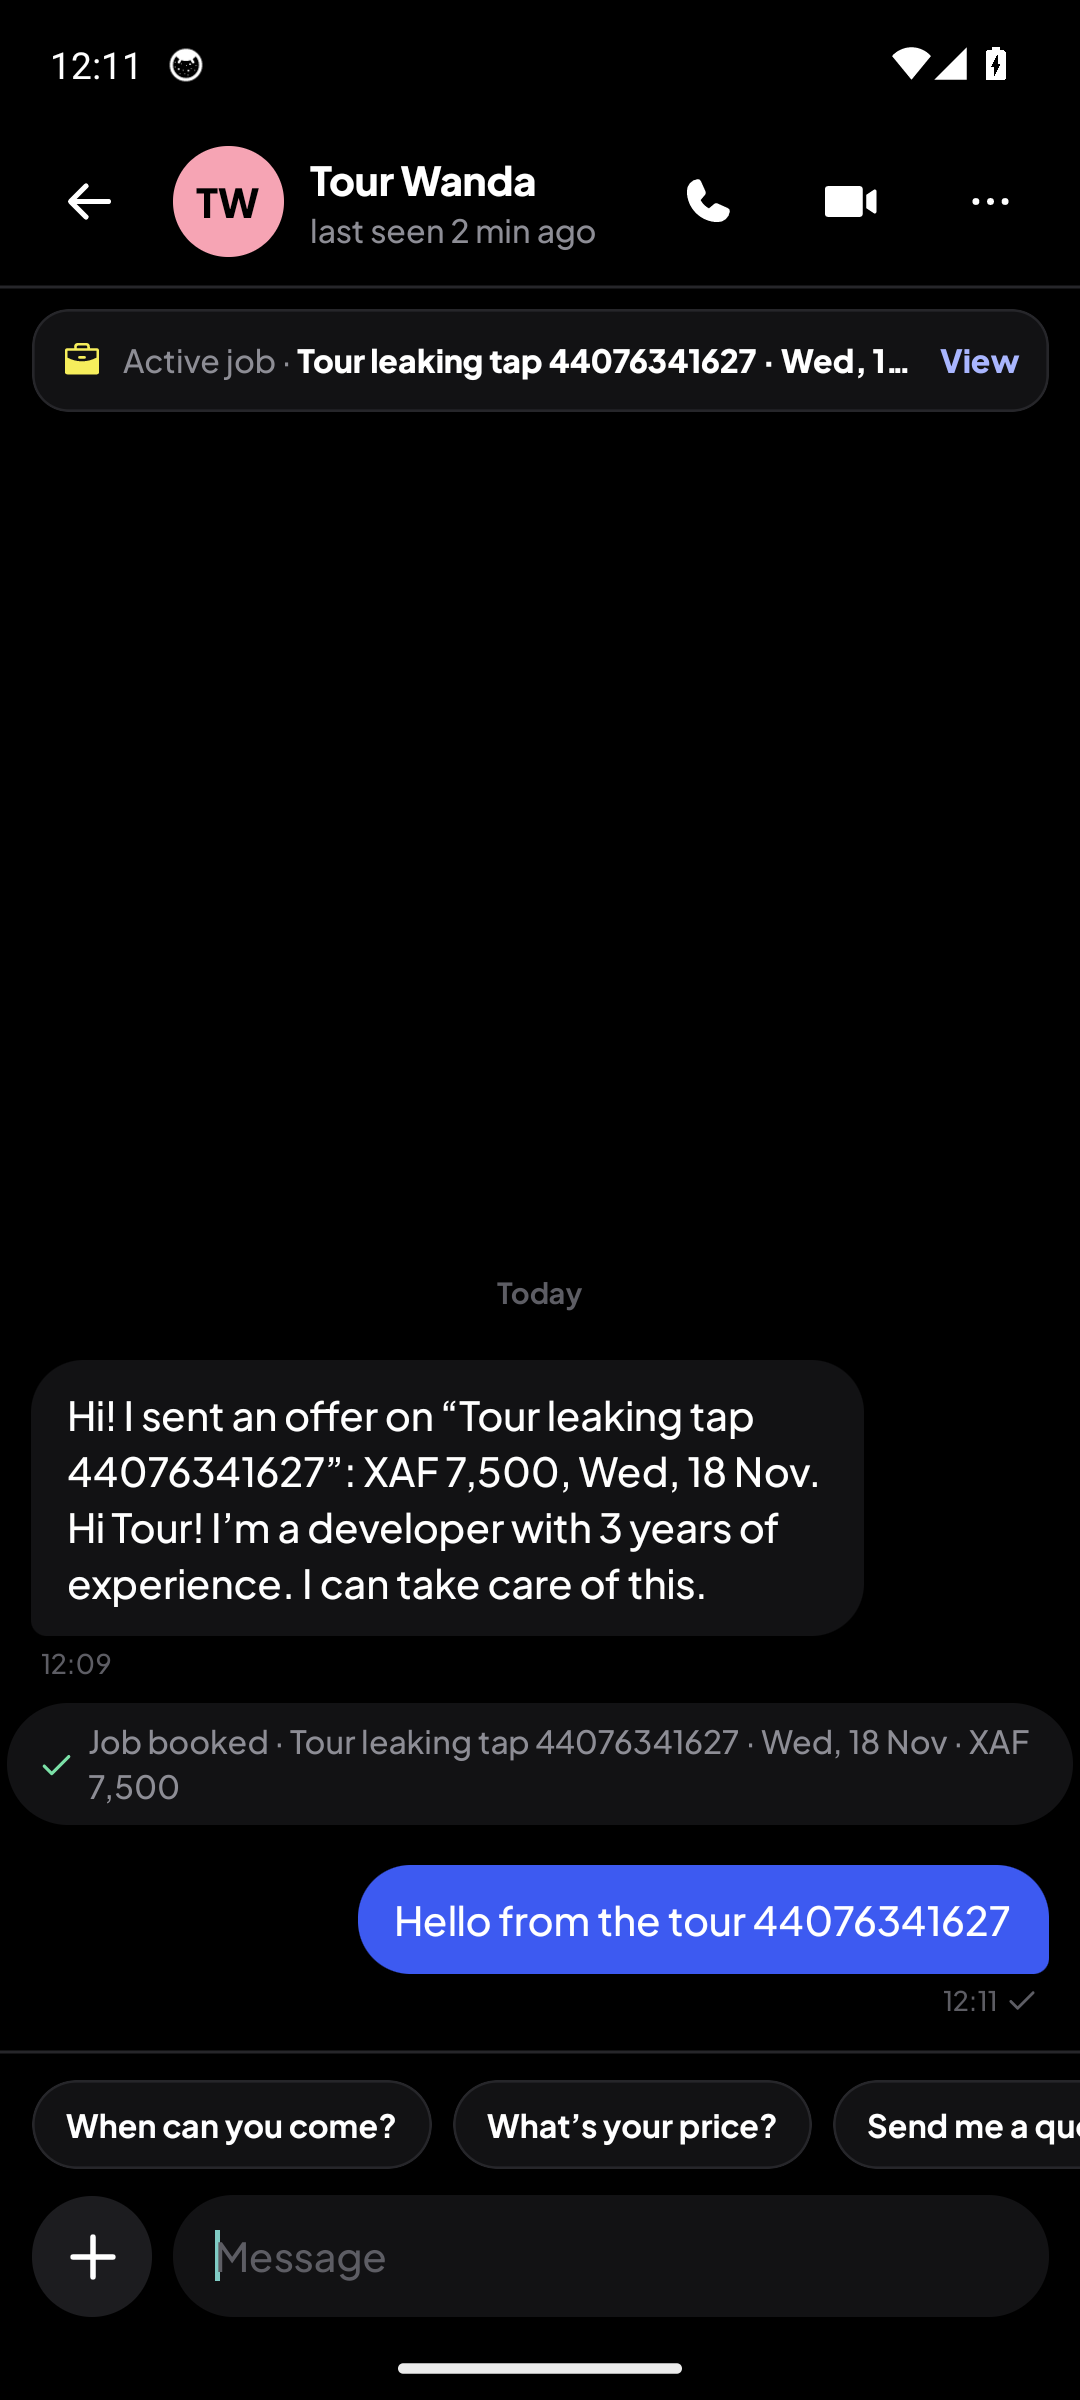 12:11
TW
Tour Wanda
last seen 2 min ago
Active job · Tour leaking tap 44076341627 · Wed, 1... View
Today
Hi! I sent an offer on “Tour leaking tap
44076341627”: XAF 7,500, Wed, 18 Nov.
Hi Tour! I’m a developer with 3 years of
experience. I can take care of this.
12:09
Job booked · Tour leaking tap 44076341627 · Wed, 18 Nov · XAF
7,500
Hello from the tour 44076341627
12:11
When can you come? What’s your price? Send me a
Message